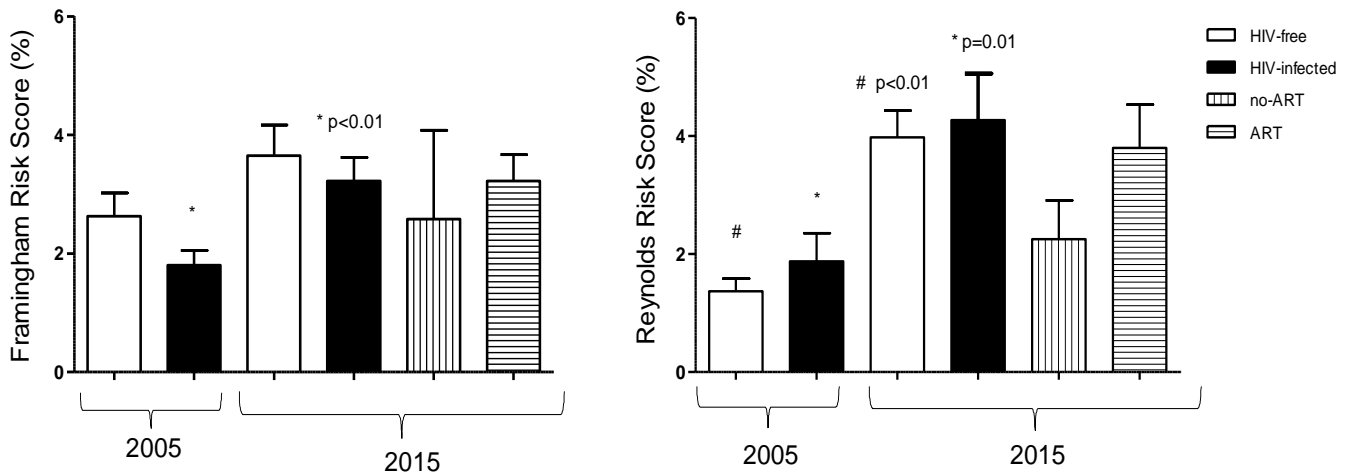 Framingham Risk Score (%)
6
4
2
0
*
* p<0.01
2005
2015
Reynolds Risk Score (%)
6
4
2
0
#
*
# p<0.01
* p=0.01
2005
2015
HIV-free
HIV-infected
no-ART
ART